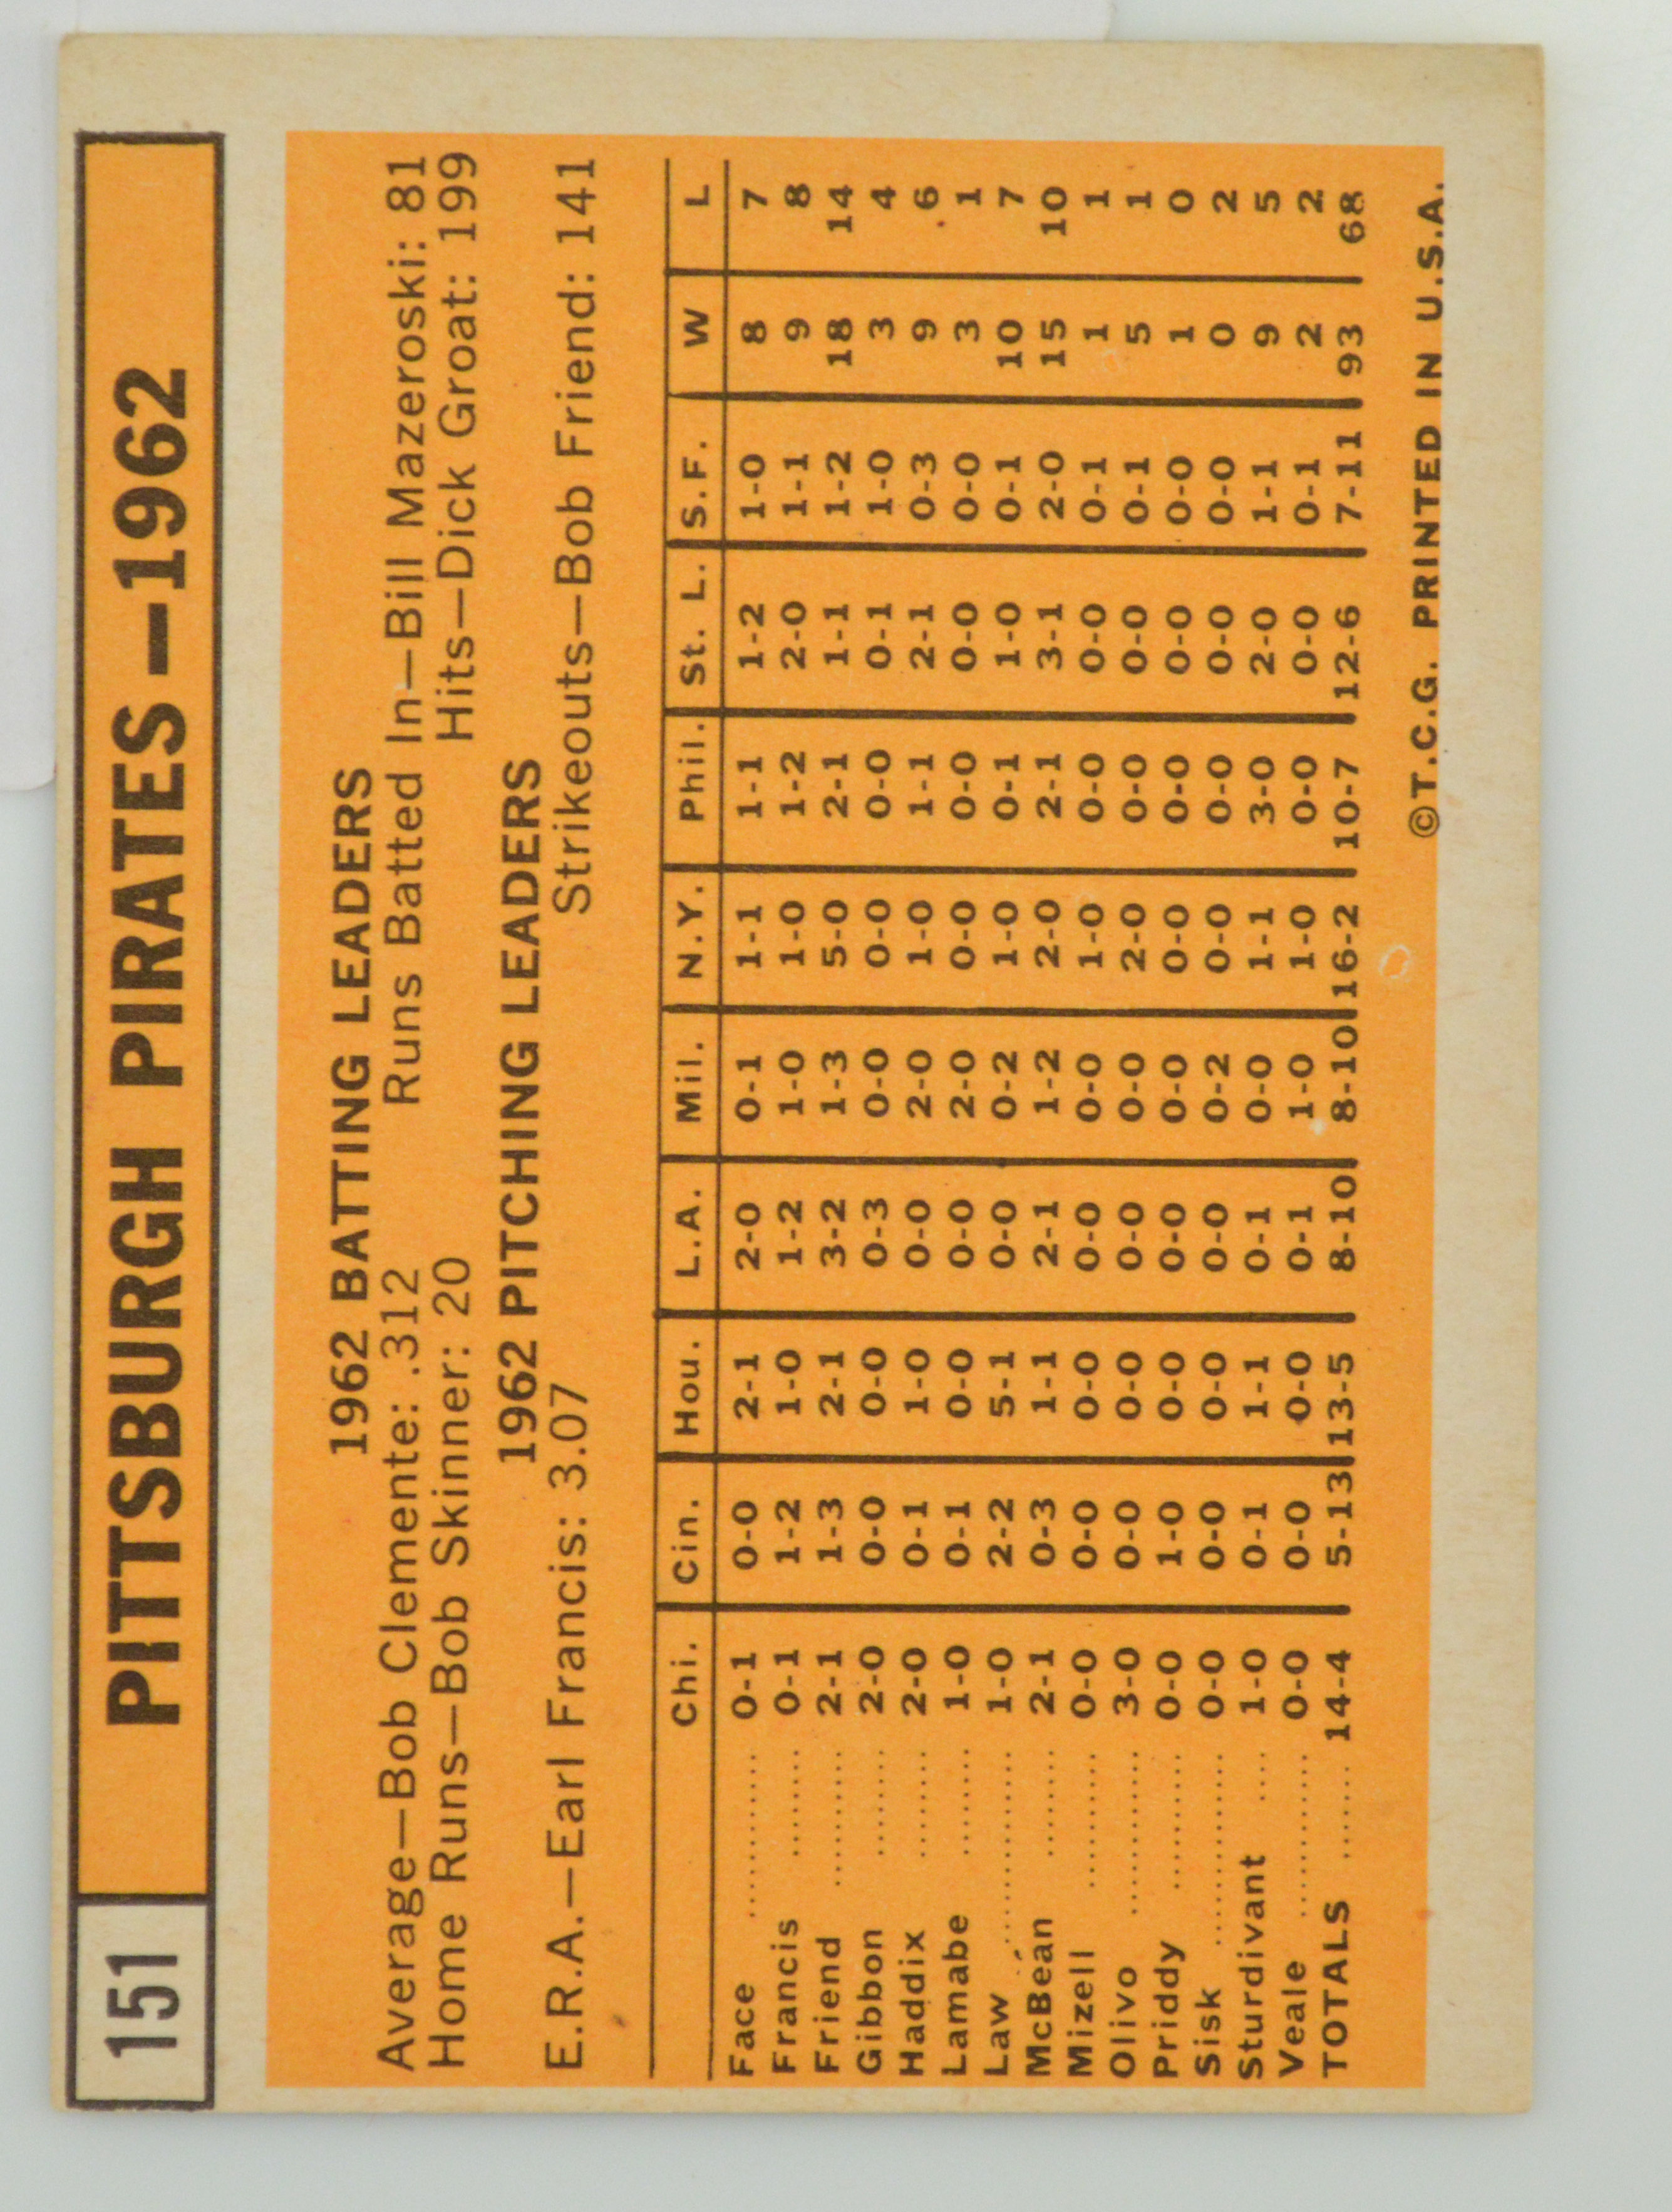 151 PITTSBURGH PIRATES—1962
1962 BATTING LEADERS
Average—Bob Clemente: .312 Runs Batted In—Bill Mazeroski: 81
Home Runs—Bob Skinner: 20 Hits—Dick Groat: 199
1962 PITCHING LEADERS
E.R.A.—Earl Francis: 3.07 Strikeouts—Bob Friend: 141
Chi. Cin. Hou. L.A. Mil. N.Y. Phil. St. L. S.F. W L
Face ............ 0-1 0-0 2-1 2-0 0-1 1-1 1-1 1-2 1-0 8 7
Francis ........ 0-1 1-2 1-0 1-2 1-0 1-0 1-2 2-0 1-1 9 8
Friend .......... 2-1 1-3 2-1 3-2 1-3 5-0 2-1 1-1 1-2 18 14
Gibbon ........ 2-0 0-0 0-0 0-3 0-0 0-0 0-0 0-1 1-0 3 4
Haddix ........ 2-0 0-1 1-0 0-0 2-0 1-0 1-1 2-1 0-3 9 6
Lamabe ........ 1-0 0-1 0-0 0-0 2-0 0-0 0-0 0-0 0-0 3 1
Law .............. 1-0 2-2 5-1 0-0 0-2 1-0 0-1 1-0 0-1 10 7
McBean ........ 2-1 0-3 1-1 2-1 1-2 2-0 2-1 3-1 2-0 15 10
Mizell .......... 0-0 0-0 0-0 0-0 0-0 1-0 0-0 0-0 0-1 1 1
Olivo ............ 3-0 0-0 0-0 0-0 0-0 2-0 0-0 0-0 0-1 5 1
Priddy .......... 0-0 1-0 0-0 0-0 0-0 0-0 0-0 0-0 0-0 1 0
Sisk .............. 0-0 0-0 0-0 0-0 0-2 0-0 0-0 0-0 0-0 0 2
Sturdivant .... 1-0 0-1 1-1 0-1 0-0 1-1 3-0 2-0 1-1 9 5
Veale ............ 0-0 0-0 0-0 0-1 1-0 1-0 0-0 0-0 0-1 2 2
TOTALS ........ 14-4 5-13 13-5 8-10 8-10 16-2 10-7 12-6 7-11 93 68
©T.C.G. PRINTED IN U.S.A.